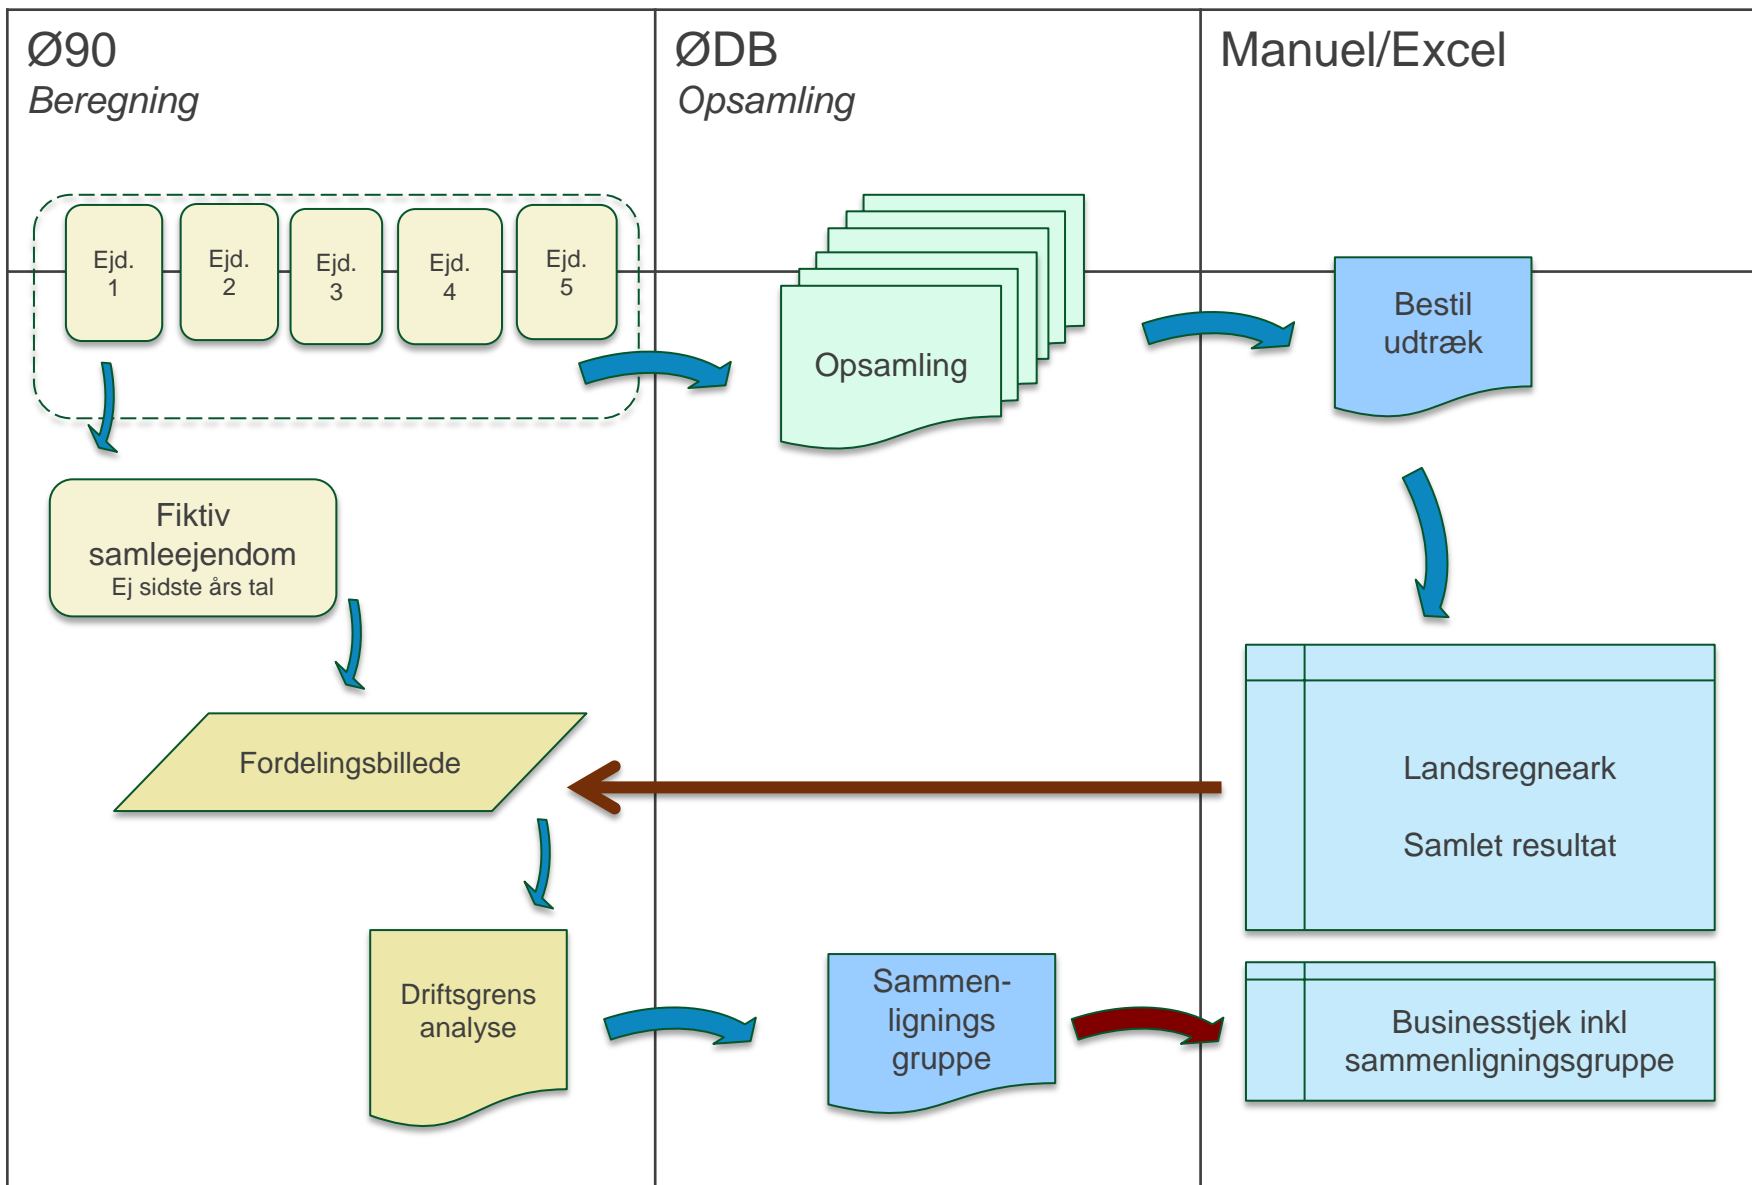 Ø90
Beregning
ØDB
Opsamling
Manuel/Excel
Ejd.
1
Ejd.
2
Ejd.
3
Ejd.
4
Ejd.
5
Opsamling
Bestil
udtræk
Fiktiv
samleejendom
Ej sidste års tal
Fordelingsbillede
Landsregneark
Samlet resultat
Driftsgrens
analyse
Sammen-
lignings
gruppe
Businesstjek inkl
sammenligningsgruppe